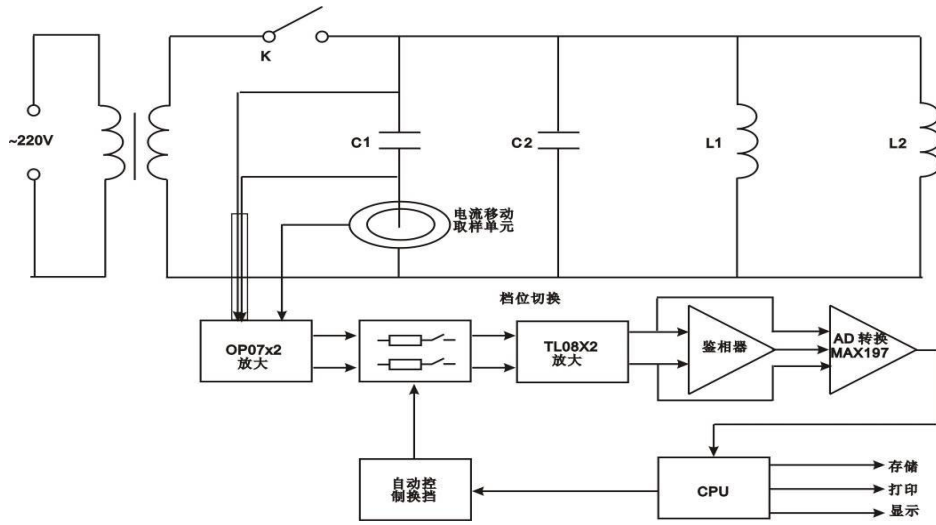 K
~220V
C1
C2
L1
L2
电流移动
取样单元
档位切换
OP07x2
放大
TL08X2
放大
鉴相器
AD 转换
MAX197
自动控
制换挡
CPU
存储
打印
显示